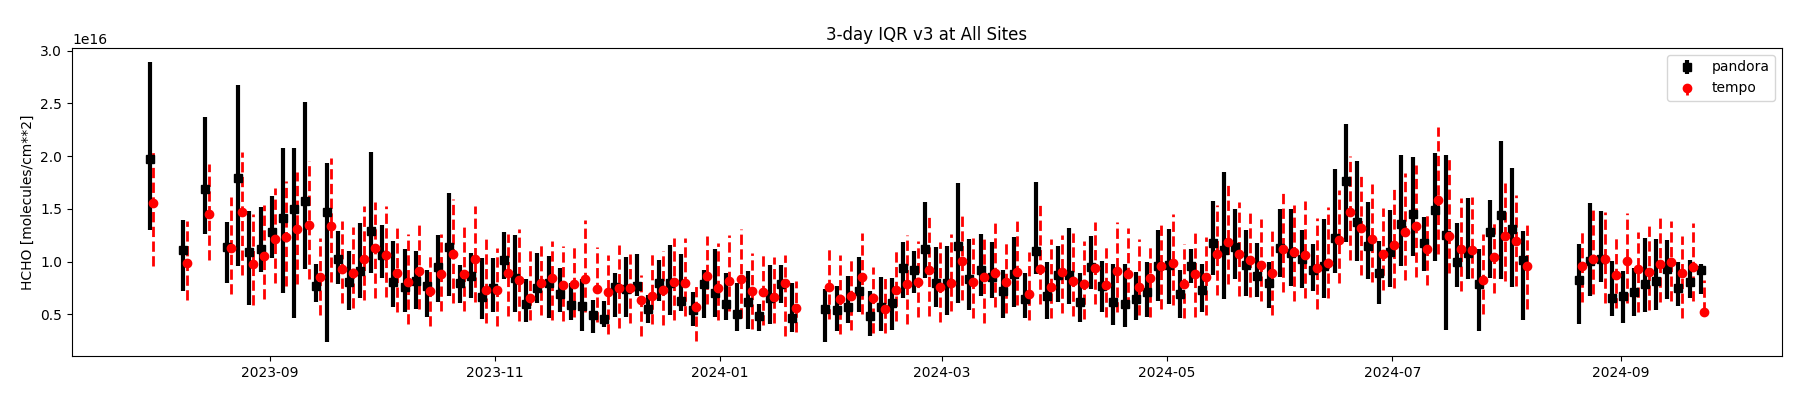 3-day IQR v3 at All Sites
1e16
HCHO [molecules/cm**2]
3.0
2.5
2.0
1.5
1.0
0.5
pandora
tempo
2023-09
2023-11
2024-01
2024-03
2024-05
2024-07
2024-09